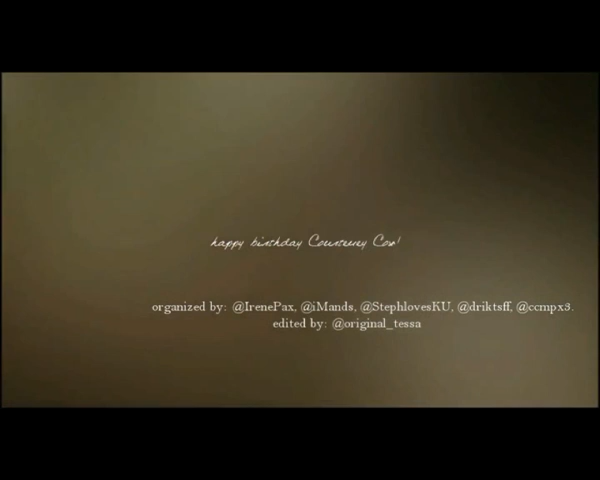 happy birthday Courteney Cox!
organized by: @IrenePax, @iMands, @StephlovesKU, @driktsff, @ccmpx3.
edited by: @original_tessa